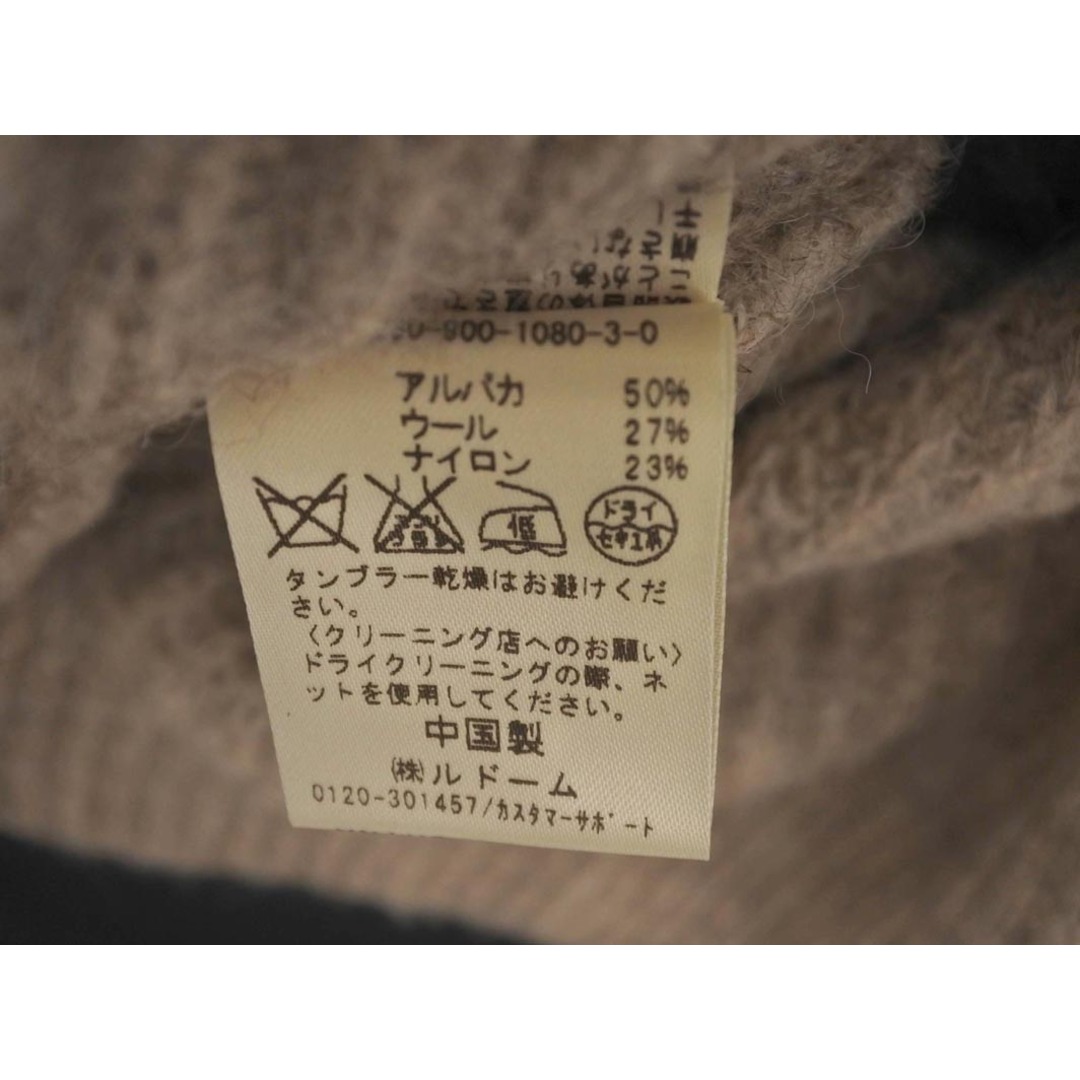 0-900-1080-3-0
アルパカ 50%
ウール 27%
ナイロン 23%
低
ドライ
セキユ系
タンブラー乾燥はお避けくだ
さい。
〈クリーニング店へのお願い〉
ドライクリーニングの際、ネ
ットを使用してください。
中国製
(株)ルドーム
0120-301457/カスタマーサポート